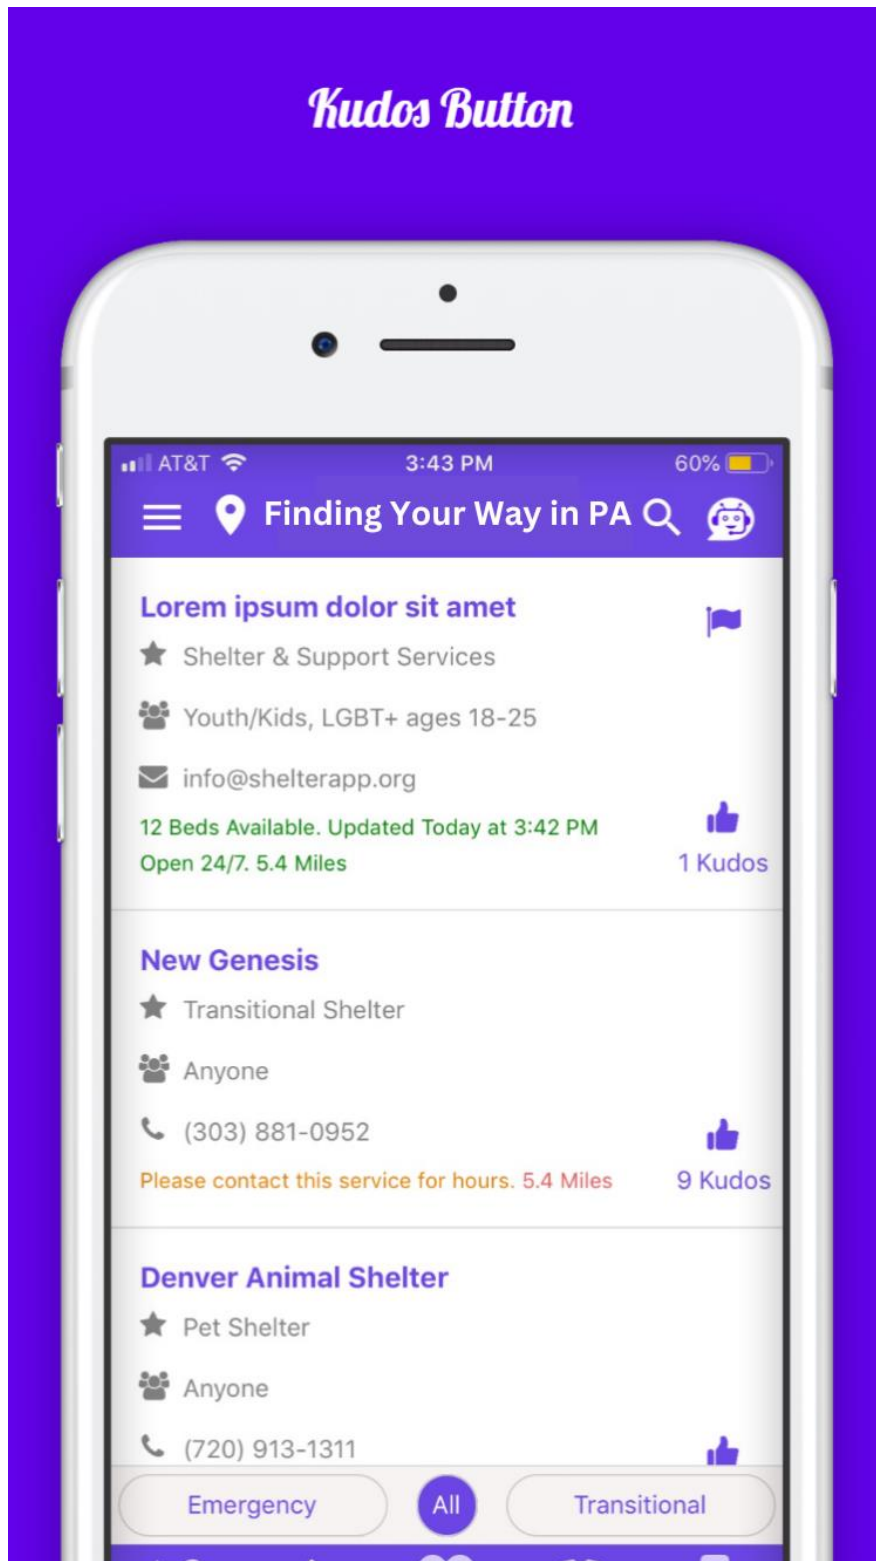 Kudos Button
AT&T 3:43 PM 60%
Finding Your Way in PA
Lorem ipsum dolor sit amet
Shelter & Support Services
Youth/Kids, LGBT+ ages 18-25
info@shelterapp.org
12 Beds Available. Updated Today at 3:42 PM
Open 24/7. 5.4 Miles
1 Kudos
New Genesis
Transitional Shelter
Anyone
(303) 881-0952
Please contact this service for hours. 5.4 Miles
9 Kudos
Denver Animal Shelter
Pet Shelter
Anyone
(720) 913-1311
Emergency All Transitional